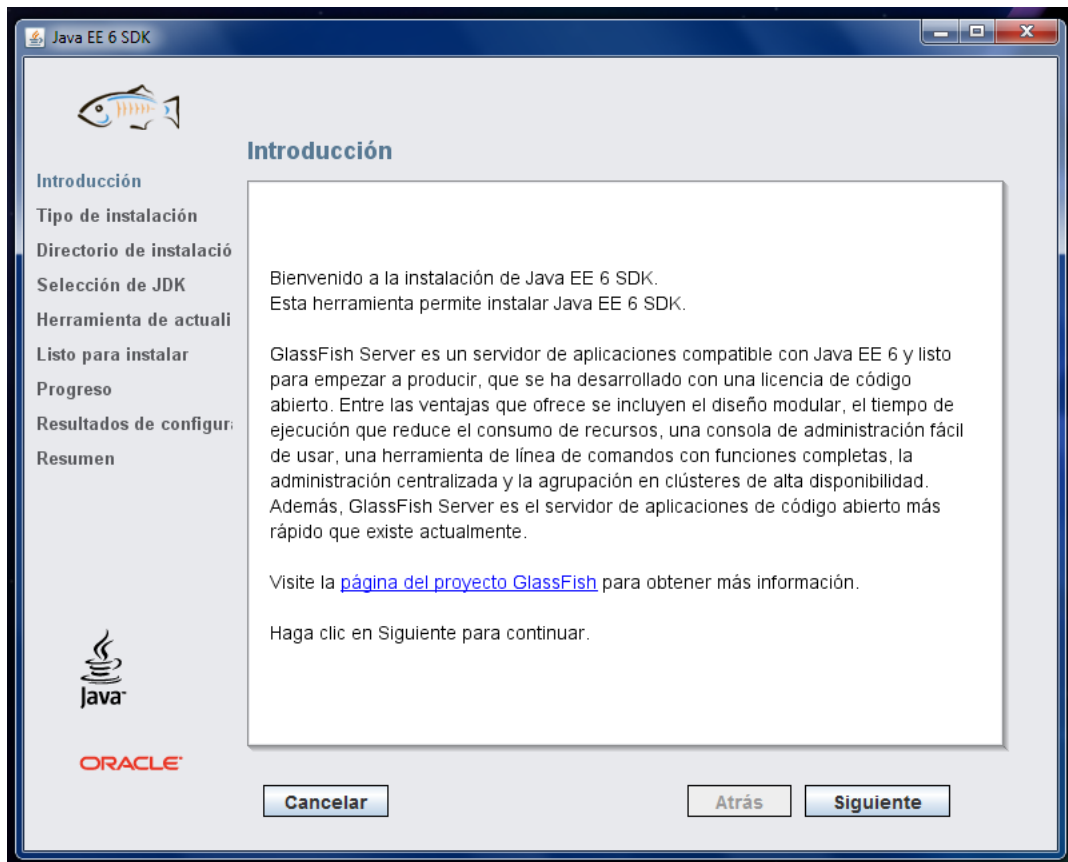 Java EE 6 SDK
Introducción
Introducción
Tipo de instalación
Directorio de instalació
Selección de JDK
Herramienta de actuali
Listo para instalar
Progreso
Resultados de configur
Resumen
Bienvenido a la instalación de Java EE 6 SDK.
Esta herramienta permite instalar Java EE 6 SDK.
GlassFish Server es un servidor de aplicaciones compatible con Java EE 6 y listo
para empezar a producir, que se ha desarrollado con una licencia de código
abierto. Entre las ventajas que ofrece se incluyen el diseño modular, el tiempo de
ejecución que reduce el consumo de recursos, una consola de administración fácil
de usar, una herramienta de línea de comandos con funciones completas, la
administración centralizada y la agrupación en clústeres de alta disponibilidad.
Además, GlassFish Server es el servidor de aplicaciones de código abierto más
rápido que existe actualmente.
Visite la página del proyecto GlassFish para obtener más información.
Haga clic en Siguiente para continuar.
Java
ORACLE
Cancelar
Atrás
Siguiente